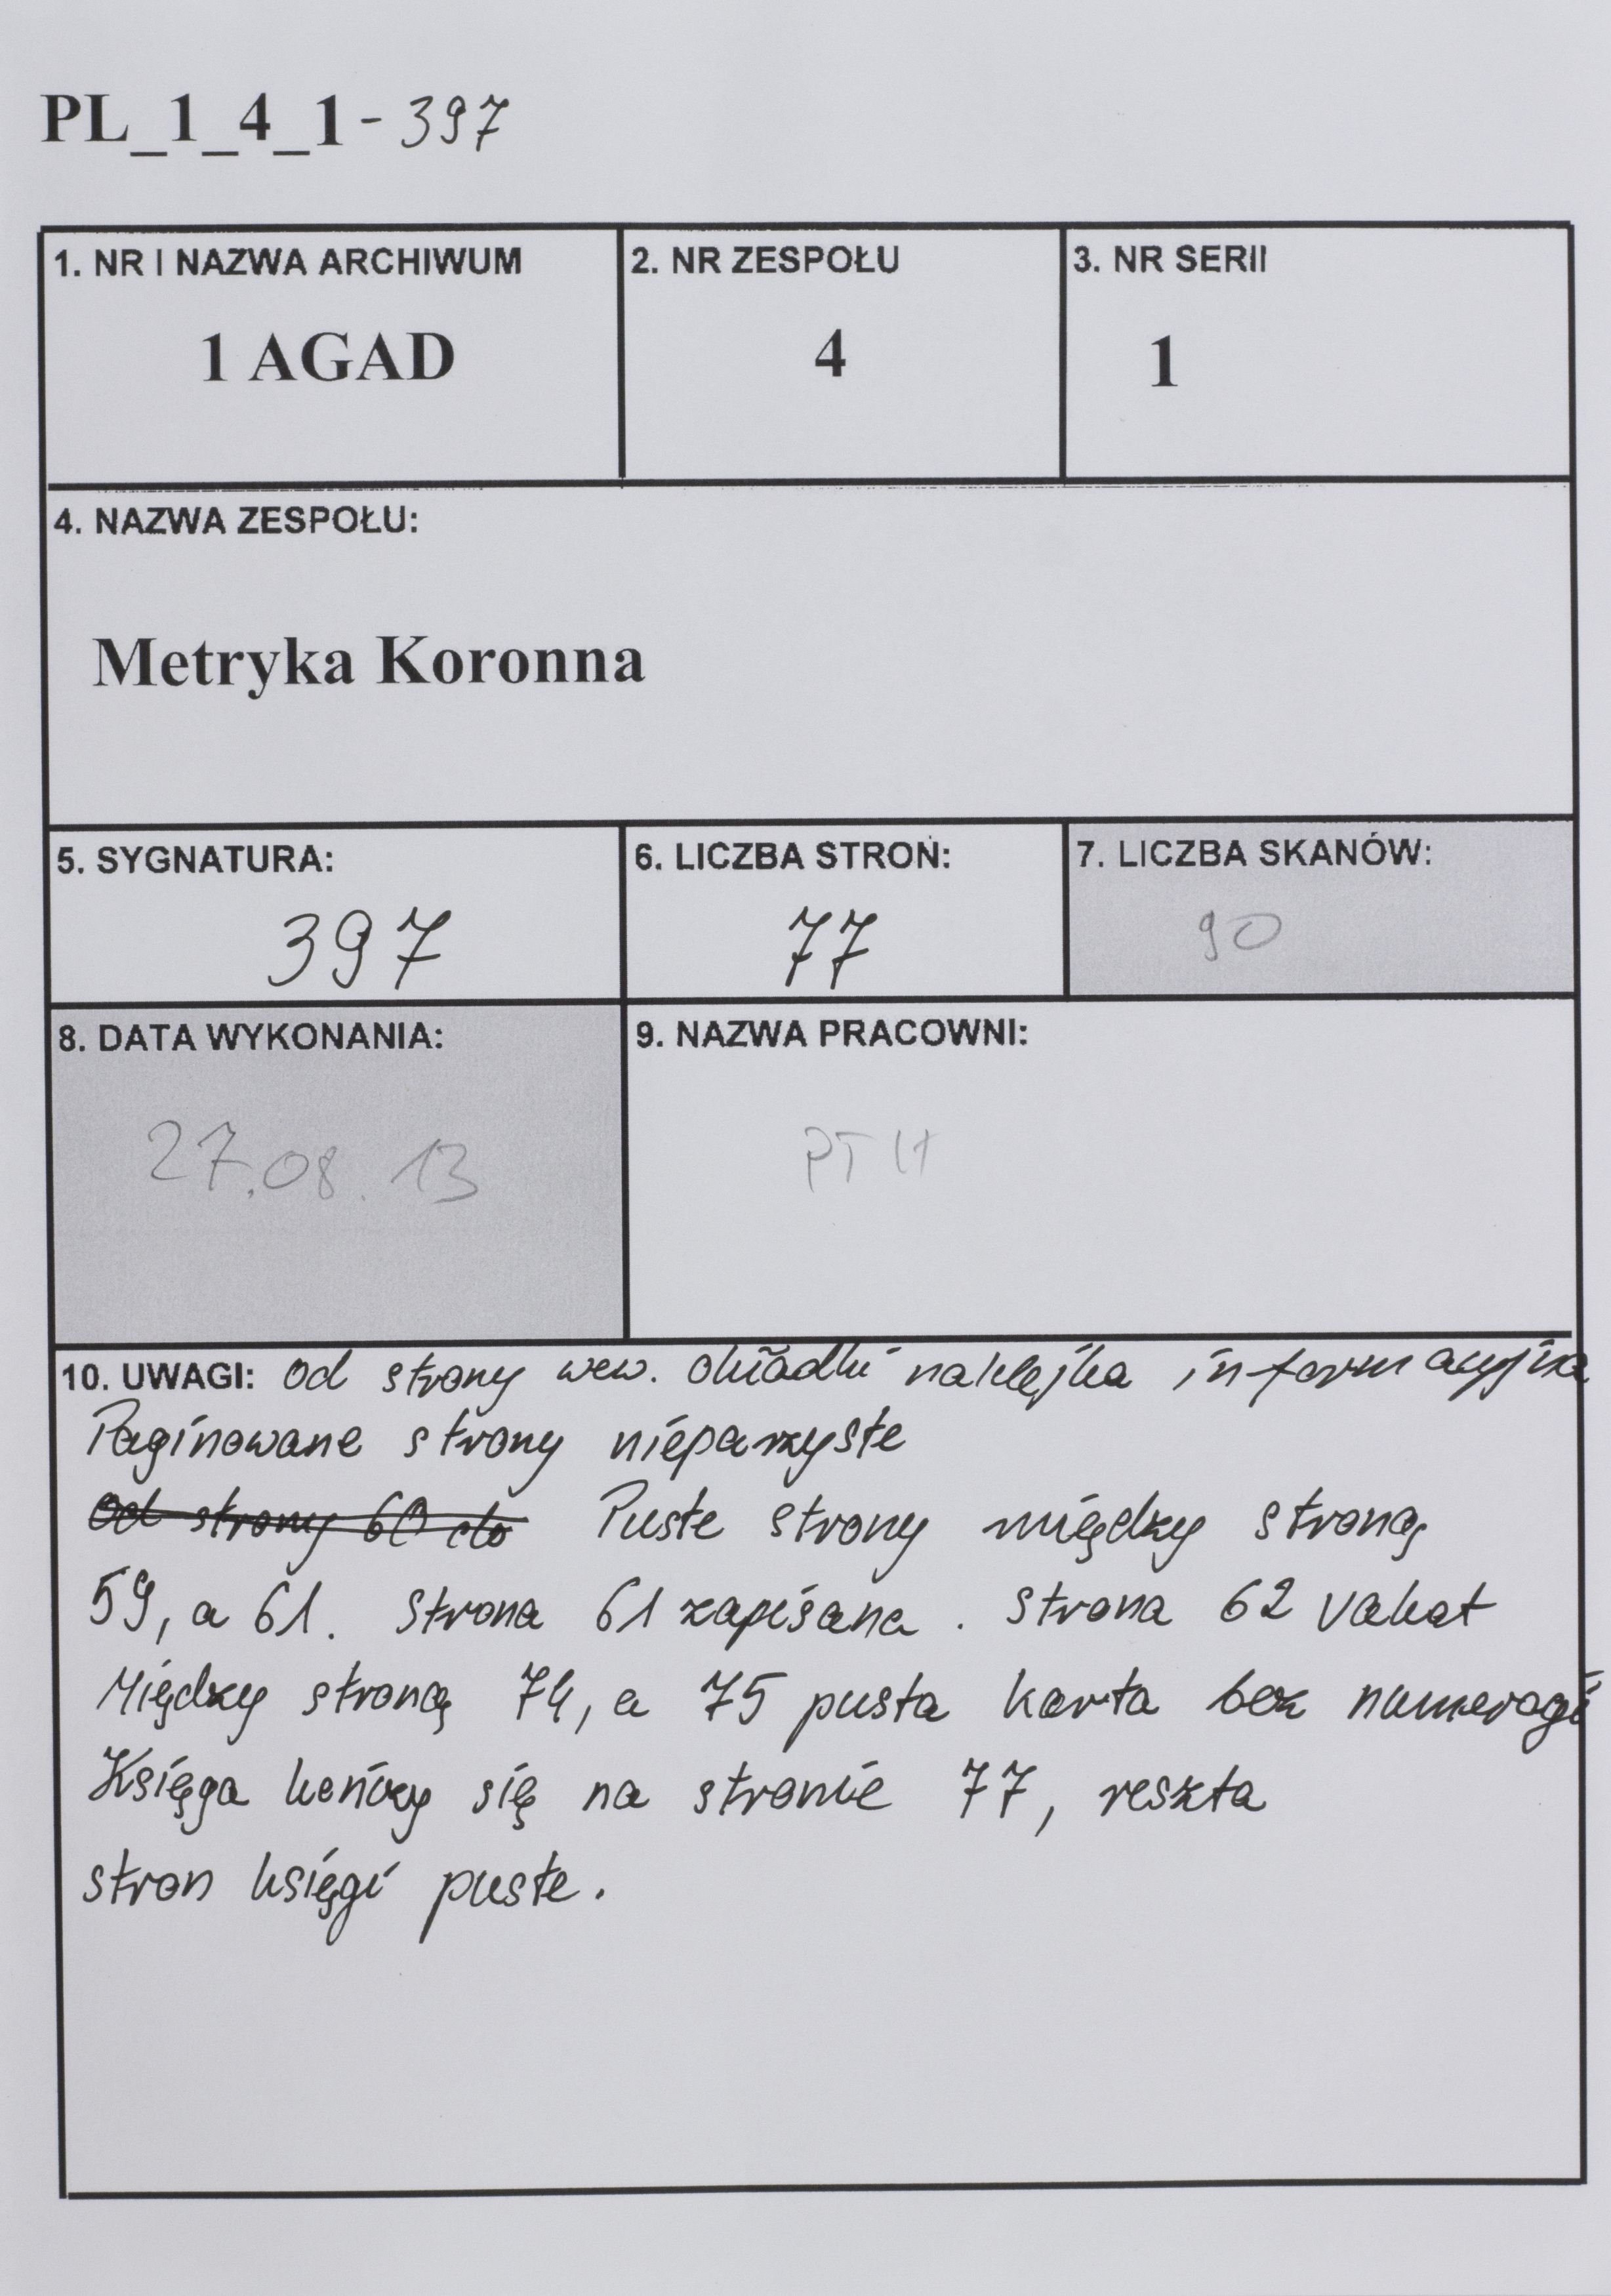 PL_1_4_1 - 397
1. NR I NAZWA ARCHIWUM
1 AGAD
2. NR ZESPOŁU
4
3. NR SERII
1
4. NAZWA ZESPOŁU:
Metryka Koronna
5. SYGNATURA:
397
6. LICZBA STRON:
77
7. LICZBA SKANÓW:
90
8. DATA WYKONANIA:
27.08.13
9. NAZWA PRACOWNI:
PTH
10. UWAGI: Od strony wew. okładki naklejka informacyjna
Paginowane strony nieparzyste
Od strony 60 do Puste strony między stroną
59, a 61. Strona 61 zapisana. Strona 62 vakat
Między stroną 74, a 75 pusta karta bez numeracji
Księga kończy się na stronie 77, reszta
stron księgi puste.